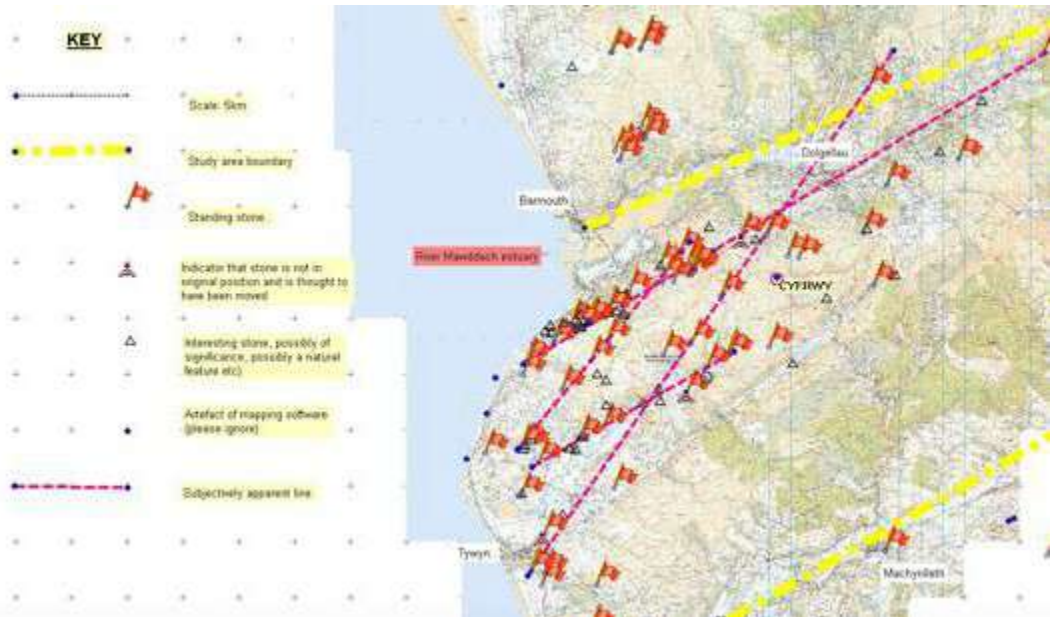 KEY
Scale: 5km
Study area boundary
Standing stone
Indicator that stone is not in
original position and is thought to
have been moved
Interesting stone, possibly of
significance, possibly a natural
feature etc)
Artefact of mapping software
(please ignore)
Subjectively apparent line
Dolgellau
Barmouth
River Mawddach estuary
CYFRWY
Tywyn
Machynlleth